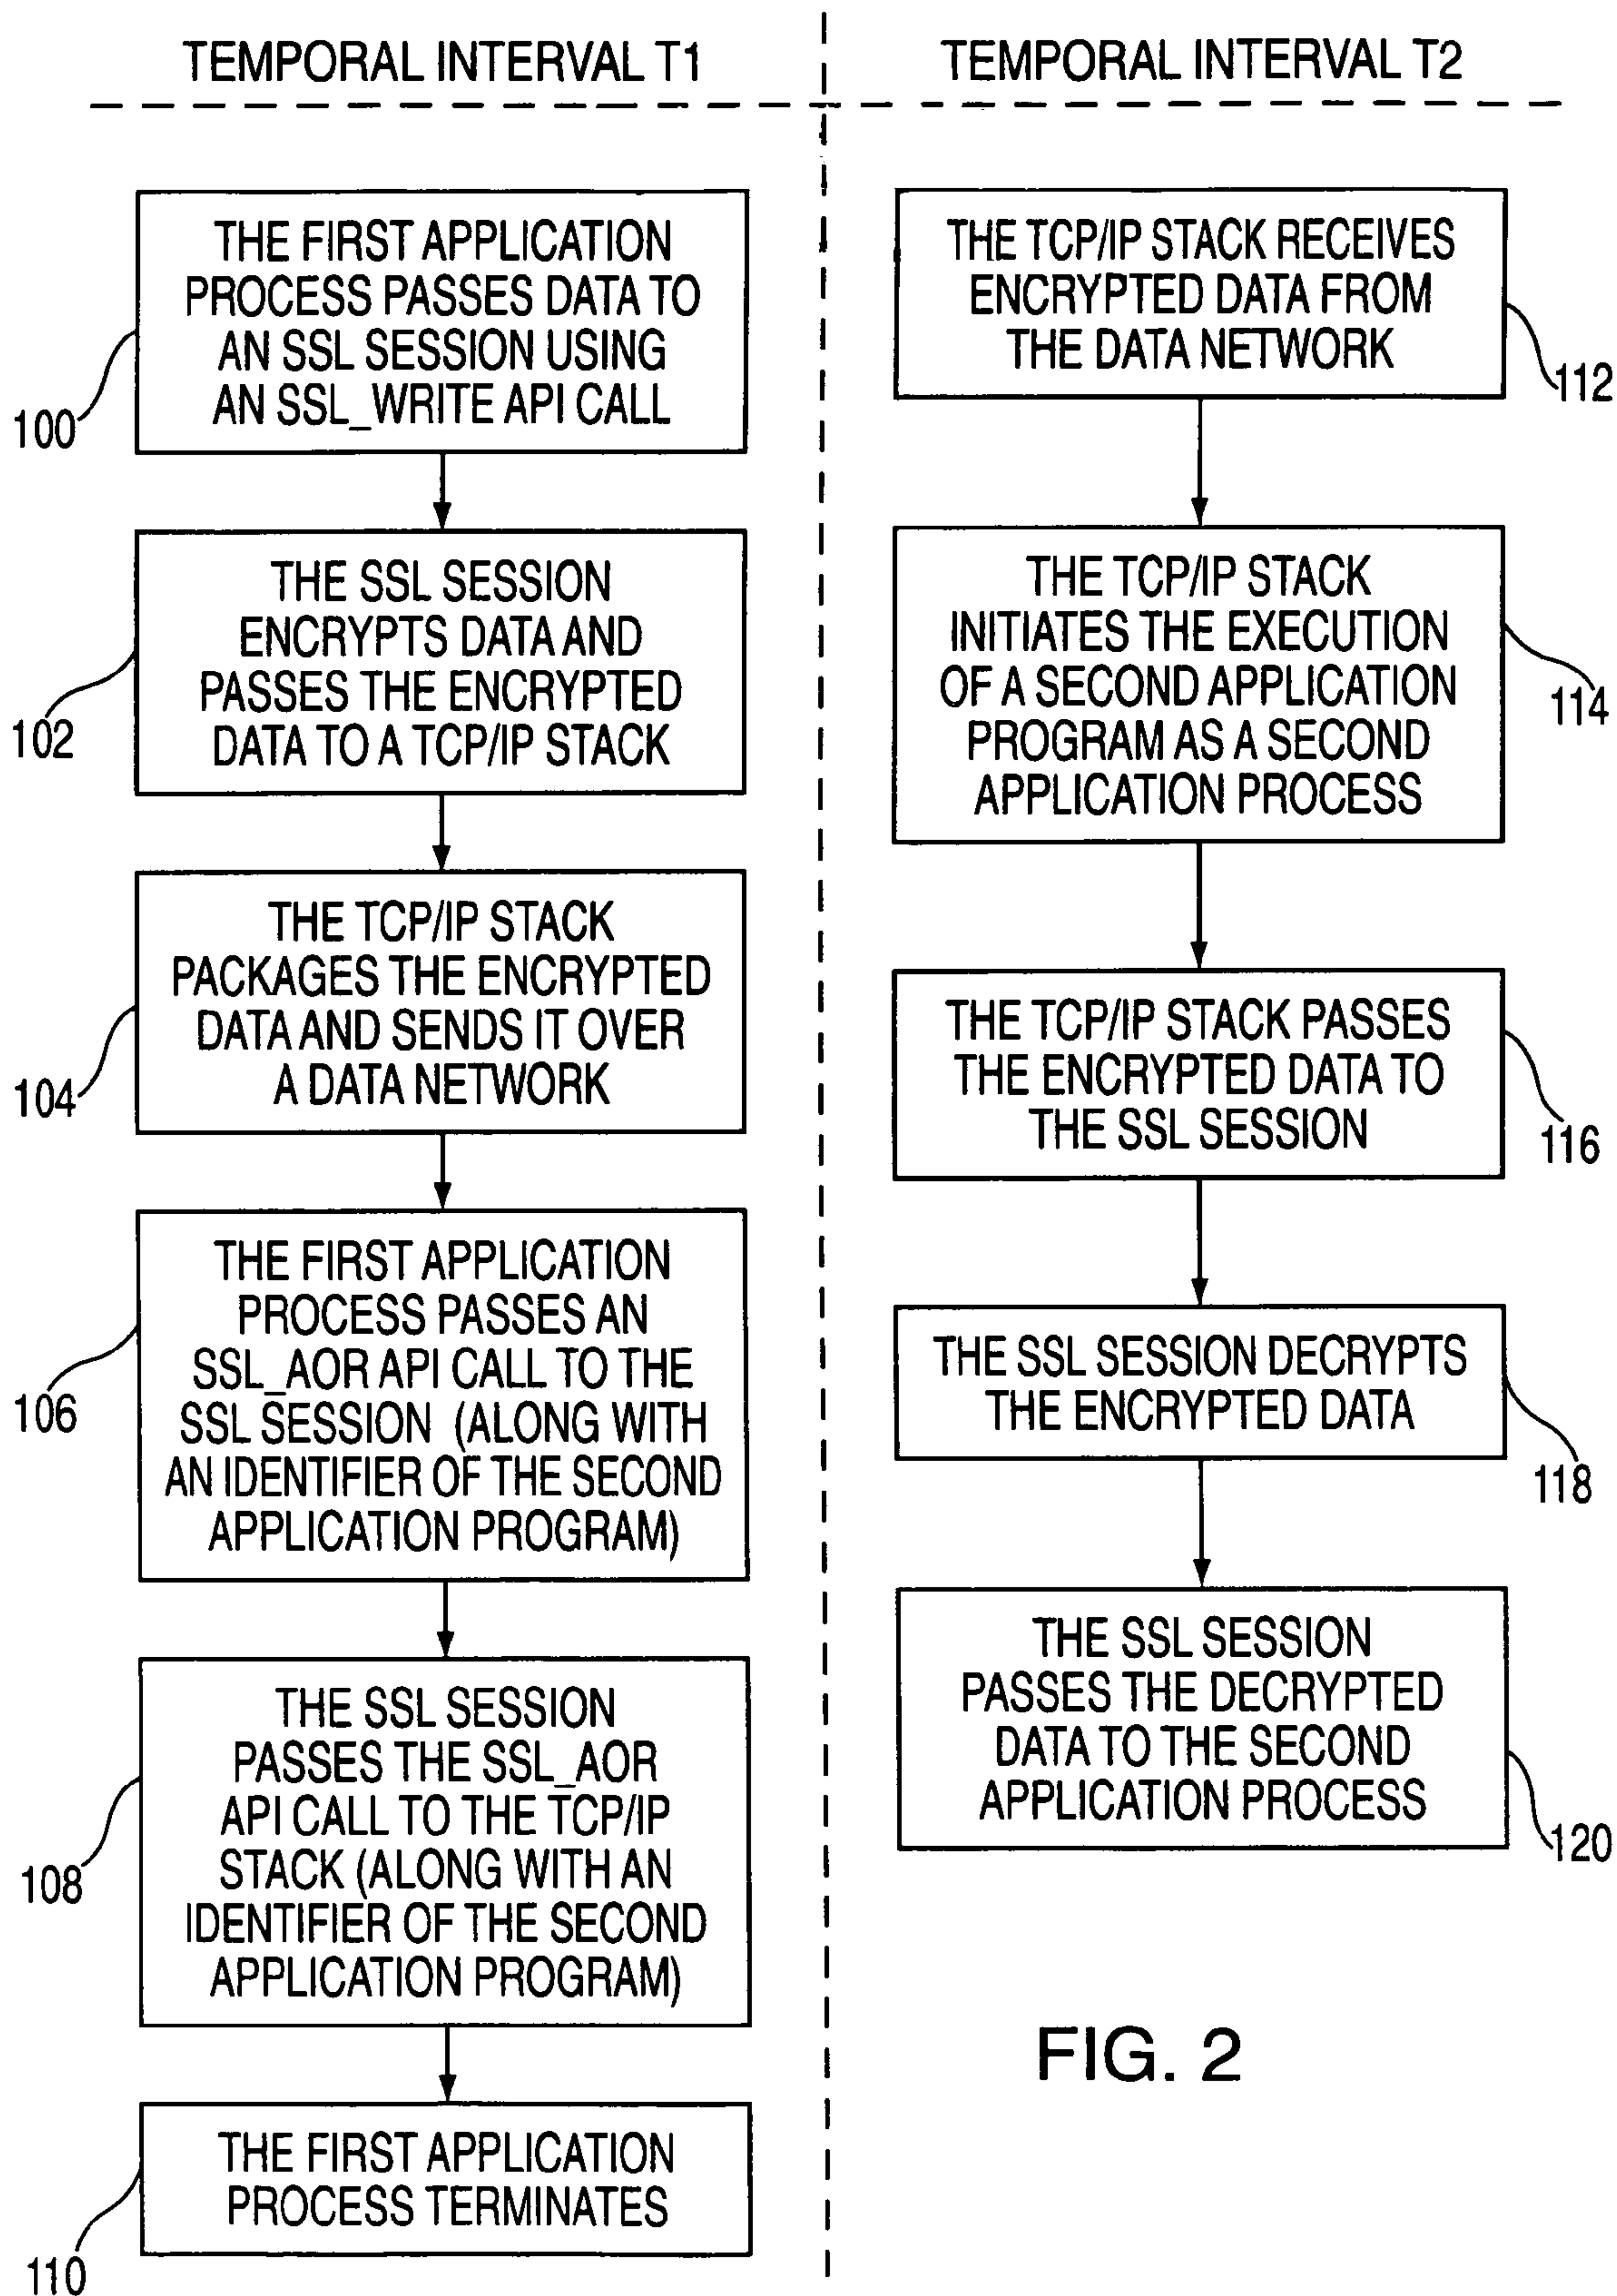 TEMPORAL INTERVAL T1
THE FIRST APPLICATION
PROCESS PASSES DATA TO
AN SSL SESSION USING
AN SSL_WRITE API CALL
100
THE SSL SESSION
ENCRYPTS DATA AND
PASSES THE ENCRYPTED
DATA TO A TCP/IP STACK
102
THE TCP/IP STACK
PACKAGES THE ENCRYPTED
DATA AND SENDS IT OVER
A DATA NETWORK
104
THE FIRST APPLICATION
PROCESS PASSES AN
SSL_AOR API CALL TO THE
SSL SESSION (ALONG WITH
AN IDENTIFIER OF THE SECOND
APPLICATION PROGRAM)
106
THE SSL SESSION
PASSES THE SSL_AOR
API CALL TO THE TCP/IP
STACK (ALONG WITH AN
IDENTIFIER OF THE SECOND
APPLICATION PROGRAM)
108
THE FIRST APPLICATION
PROCESS TERMINATES
110
TEMPORAL INTERVAL T2
THE TCP/IP STACK RECEIVES
ENCRYPTED DATA FROM
THE DATA NETWORK
112
THE TCP/IP STACK
INITIATES THE EXECUTION
OF A SECOND APPLICATION
PROGRAM AS A SECOND
APPLICATION PROCESS
114
THE TCP/IP STACK PASSES
THE ENCRYPTED DATA TO
THE SSL SESSION
116
THE SSL SESSION DECRYPTS
THE ENCRYPTED DATA
118
THE SSL SESSION
PASSES THE DECRYPTED
DATA TO THE SECOND
APPLICATION PROCESS
120
FIG. 2